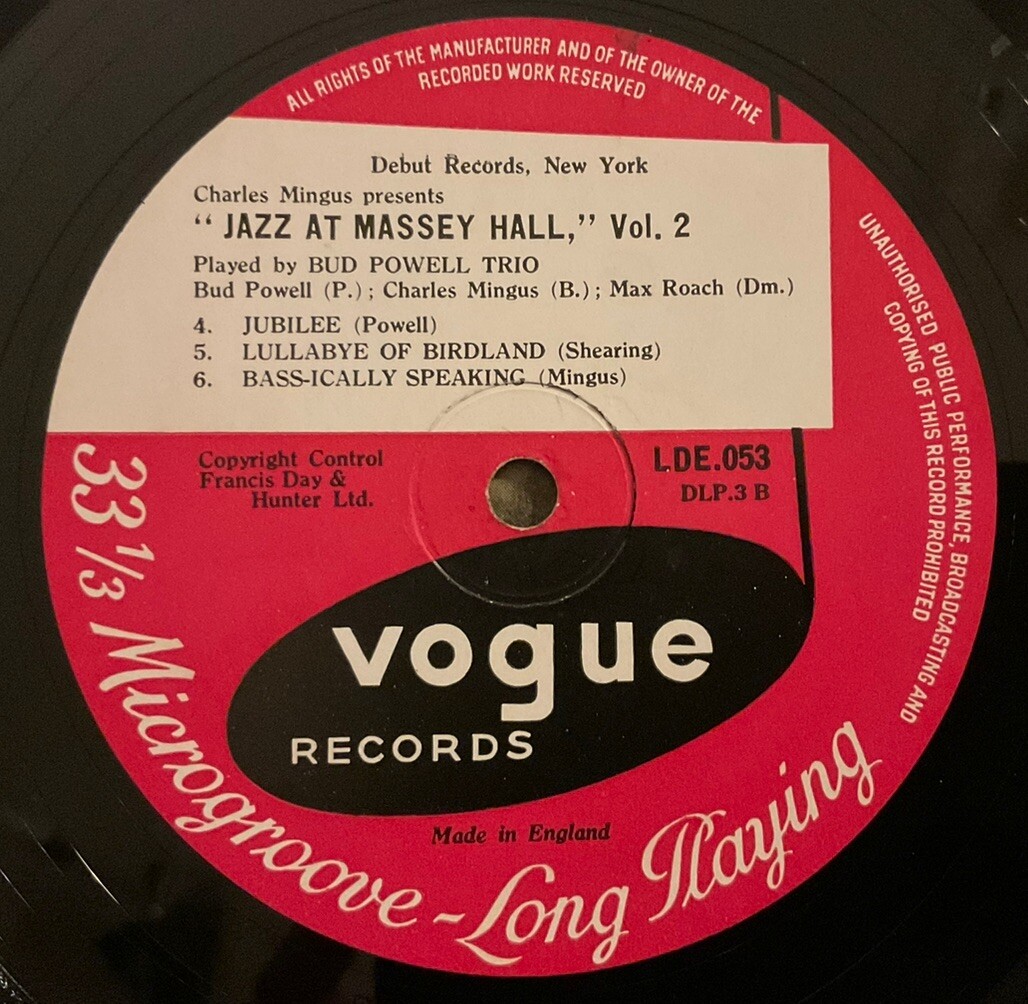 ALL RIGHTS OF THE MANUFACTURER AND OF THE OWNER OF THE
RECORDED WORK RESERVED
Debut Records, New York
Charles Mingus presents
“ JAZZ AT MASSEY HALL,” Vol. 2
Played by BUD POWELL TRIO
Bud Powell (P.) ; Charles Mingus (B.) ; Max Roach (Dm.)
4. JUBILEE (Powell)
5. LULLABYE OF BIRDLAND (Shearing)
6. BASS-ICALLY SPEAKING (Mingus)
UNAUTHORISED PUBLIC PERFORMANCE, BROADCASTING AND
COPYING OF THIS RECORD PROHIBITED
Copyright Control
Francis Day &
Hunter Ltd.
LDE.053
DLP.3 B
vogue
RECORDS
Made in England
33 ⅓ Microgroove - Long Playing